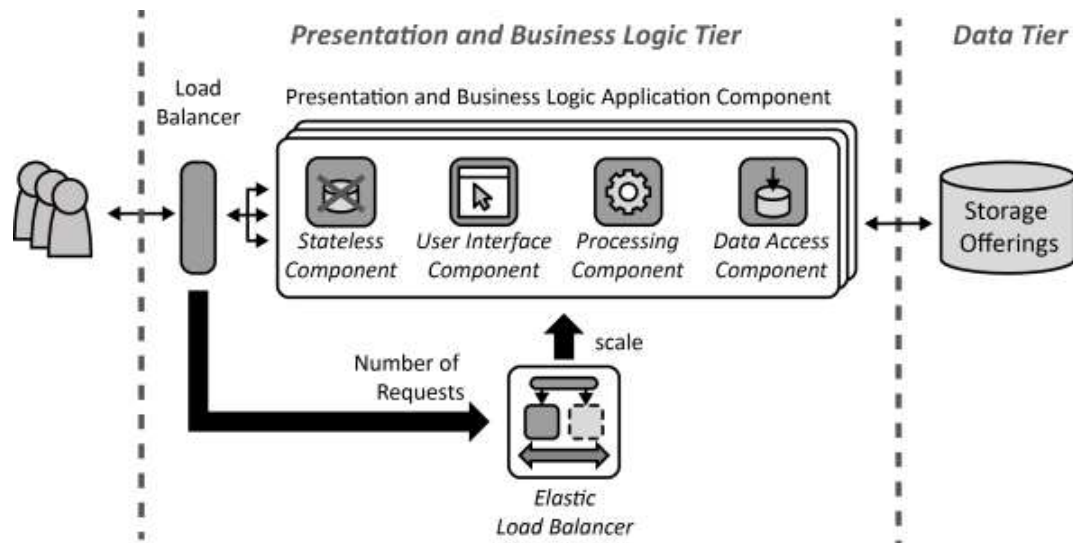 Presentation and Business Logic Tier
Data Tier
Load
Balancer
Presentation and Business Logic Application Component
Stateless
Component
User Interface
Component
Processing
Component
Data Access
Component
Storage
Offerings
Number of
Requests
scale
Elastic
Load Balancer